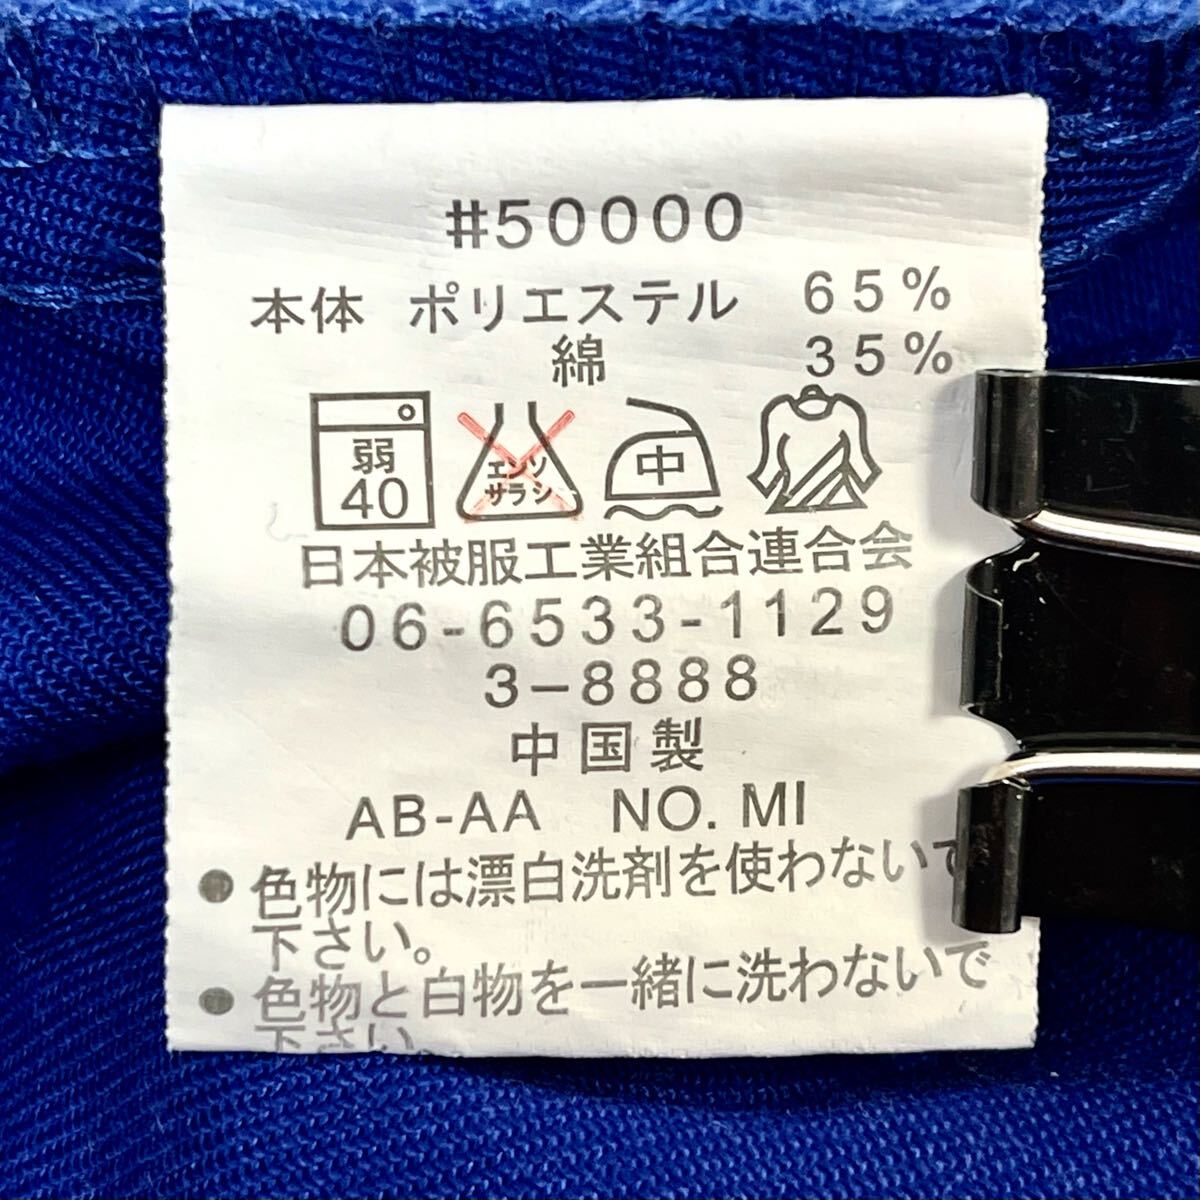 #50000
本体 ポリエステル 65%
綿 35%
弱
40
エンソ
サラシ
中
日本被服工業組合連合会
06-6533-1129
3-8888
中国製
AB-AA NO. MI
●色物には漂白洗剤を使わないで
下さい。
●色物と白物を一緒に洗わないで
下さい。